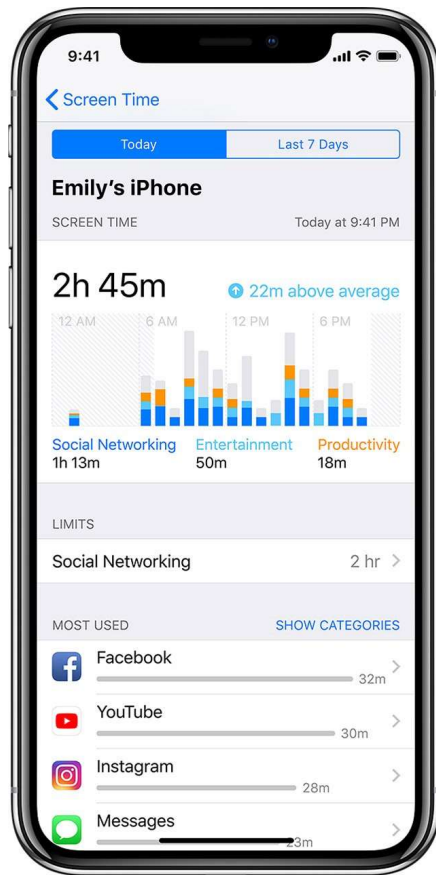 9:41
Screen Time
Today Last 7 Days
Emily's iPhone
SCREEN TIME Today at 9:41 PM
2h 45m 22m above average
12 AM 6 AM 12 PM 6 PM
Social Networking Entertainment Productivity
1h 13m 50m 18m
LIMITS
Social Networking 2 hr
MOST USED SHOW CATEGORIES
Facebook
32m
YouTube
30m
Instagram
28m
Messages
23m